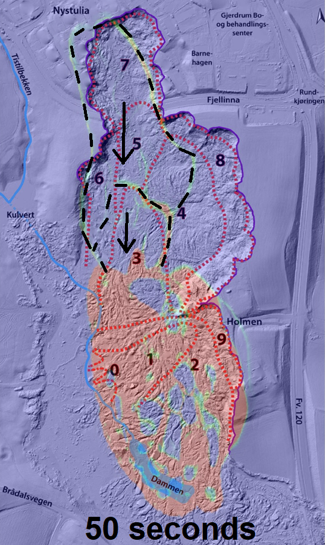 Nystulia
Gjerdrum Bo-
og behandlings-
senter
Tistilbekken
Barne-
hagen
7
Rund-
kjøringen
Fjellinna
5
8
6
4
Kulvert
3
Holmen
9
0
1
2
Fv. 120
Dammen
Brådalsvegen
50 seconds